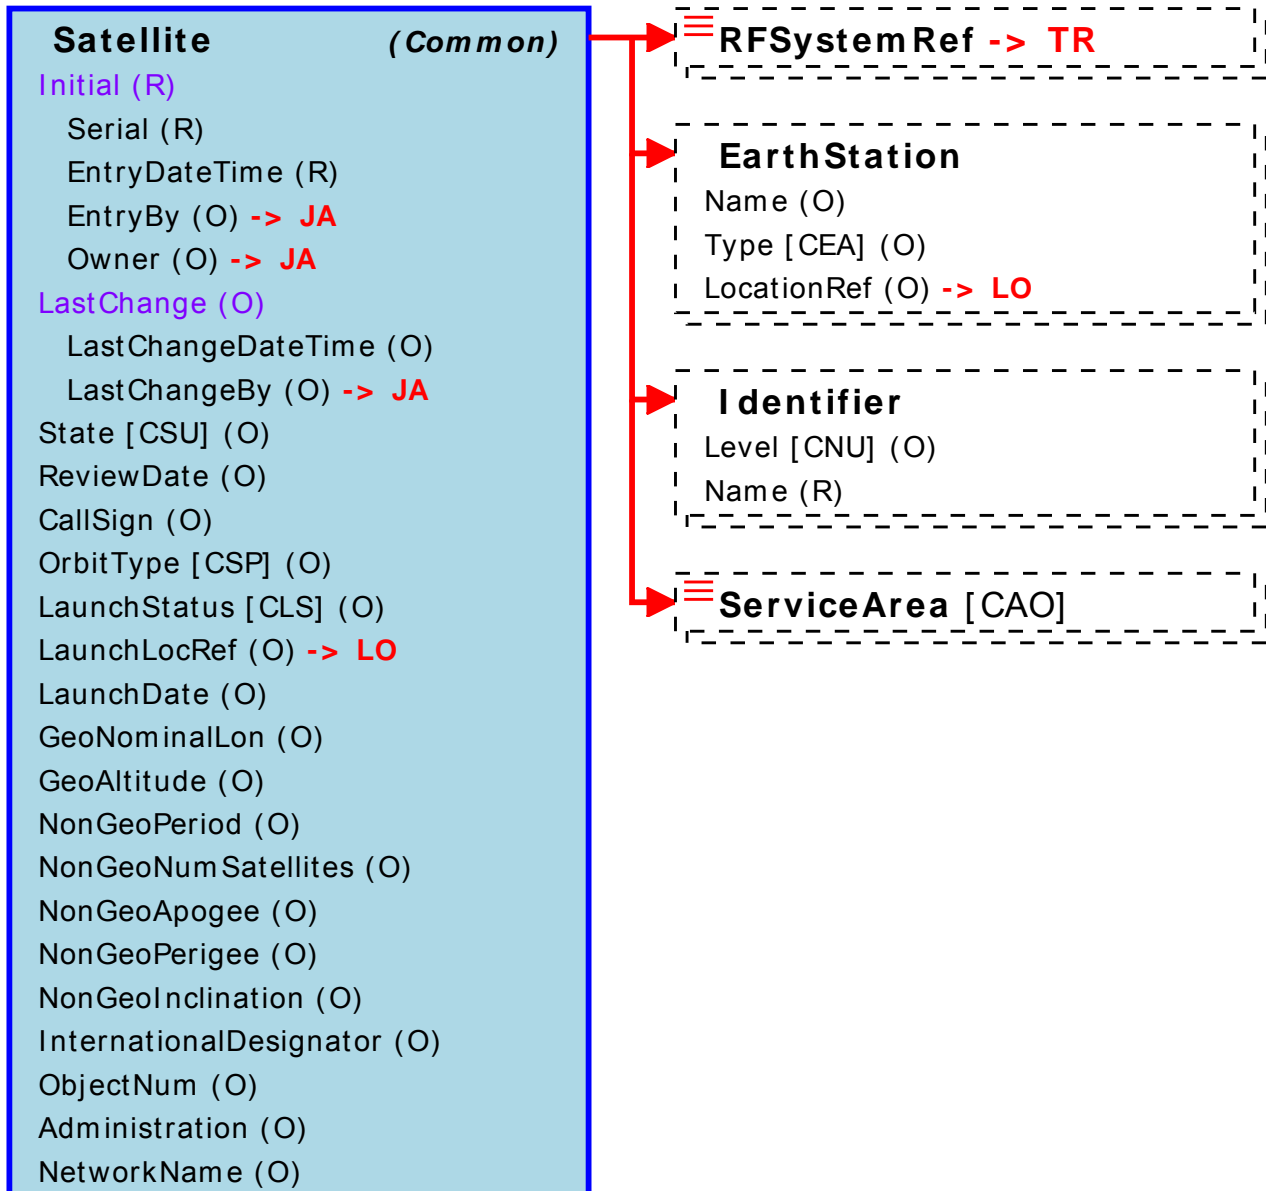 Satellite (Common)
Initial (R)
Serial (R)
EntryDateTime (R)
EntryBy (O) -> JA
Owner (O) -> JA
LastChange (O)
LastChangeDateTime (O)
LastChangeBy (O) -> JA
State [CSU] (O)
ReviewDate (O)
CallSign (O)
OrbitType [CSP] (O)
LaunchStatus [CLS] (O)
LaunchLocRef (O) -> LO
LaunchDate (O)
GeoNominalLon (O)
GeoAltitude (O)
NonGeoPeriod (O)
NonGeoNumSatellites (O)
NonGeoApogee (O)
NonGeoPerigee (O)
NonGeoInclination (O)
InternationalDesignator (O)
ObjectNum (O)
Administration (O)
NetworkName (O)
RFSystemRef -> TR
EarthStation
Name (O)
Type [CEA] (O)
LocationRef (O) -> LO
Identifier
Level [CNU] (O)
Name (R)
ServiceArea [CAO]